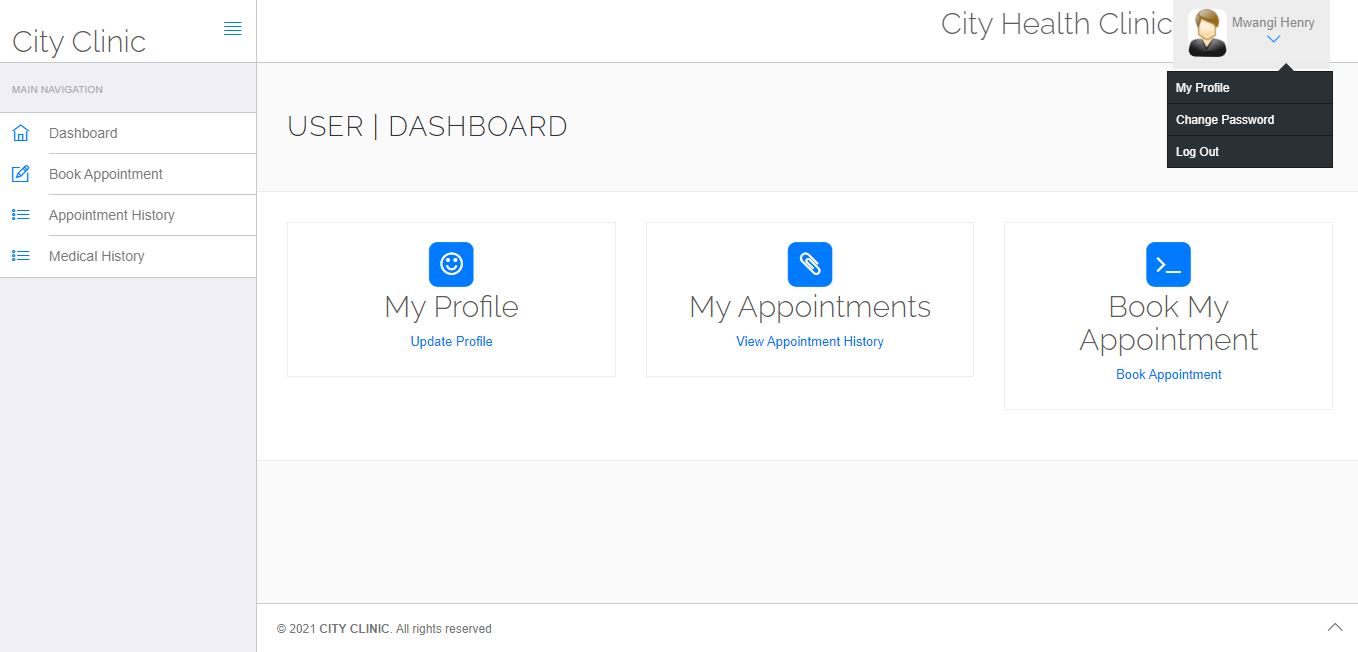 City Clinic
City Health Clinic
Mwangi Henry
My Profile
Change Password
Log Out
MAIN NAVIGATION
Dashboard
Book Appointment
Appointment History
Medical History
USER | DASHBOARD
My Profile
Update Profile
My Appointments
View Appointment History
Book My
Appointment
Book Appointment
© 2021 CITY CLINIC. All rights reserved